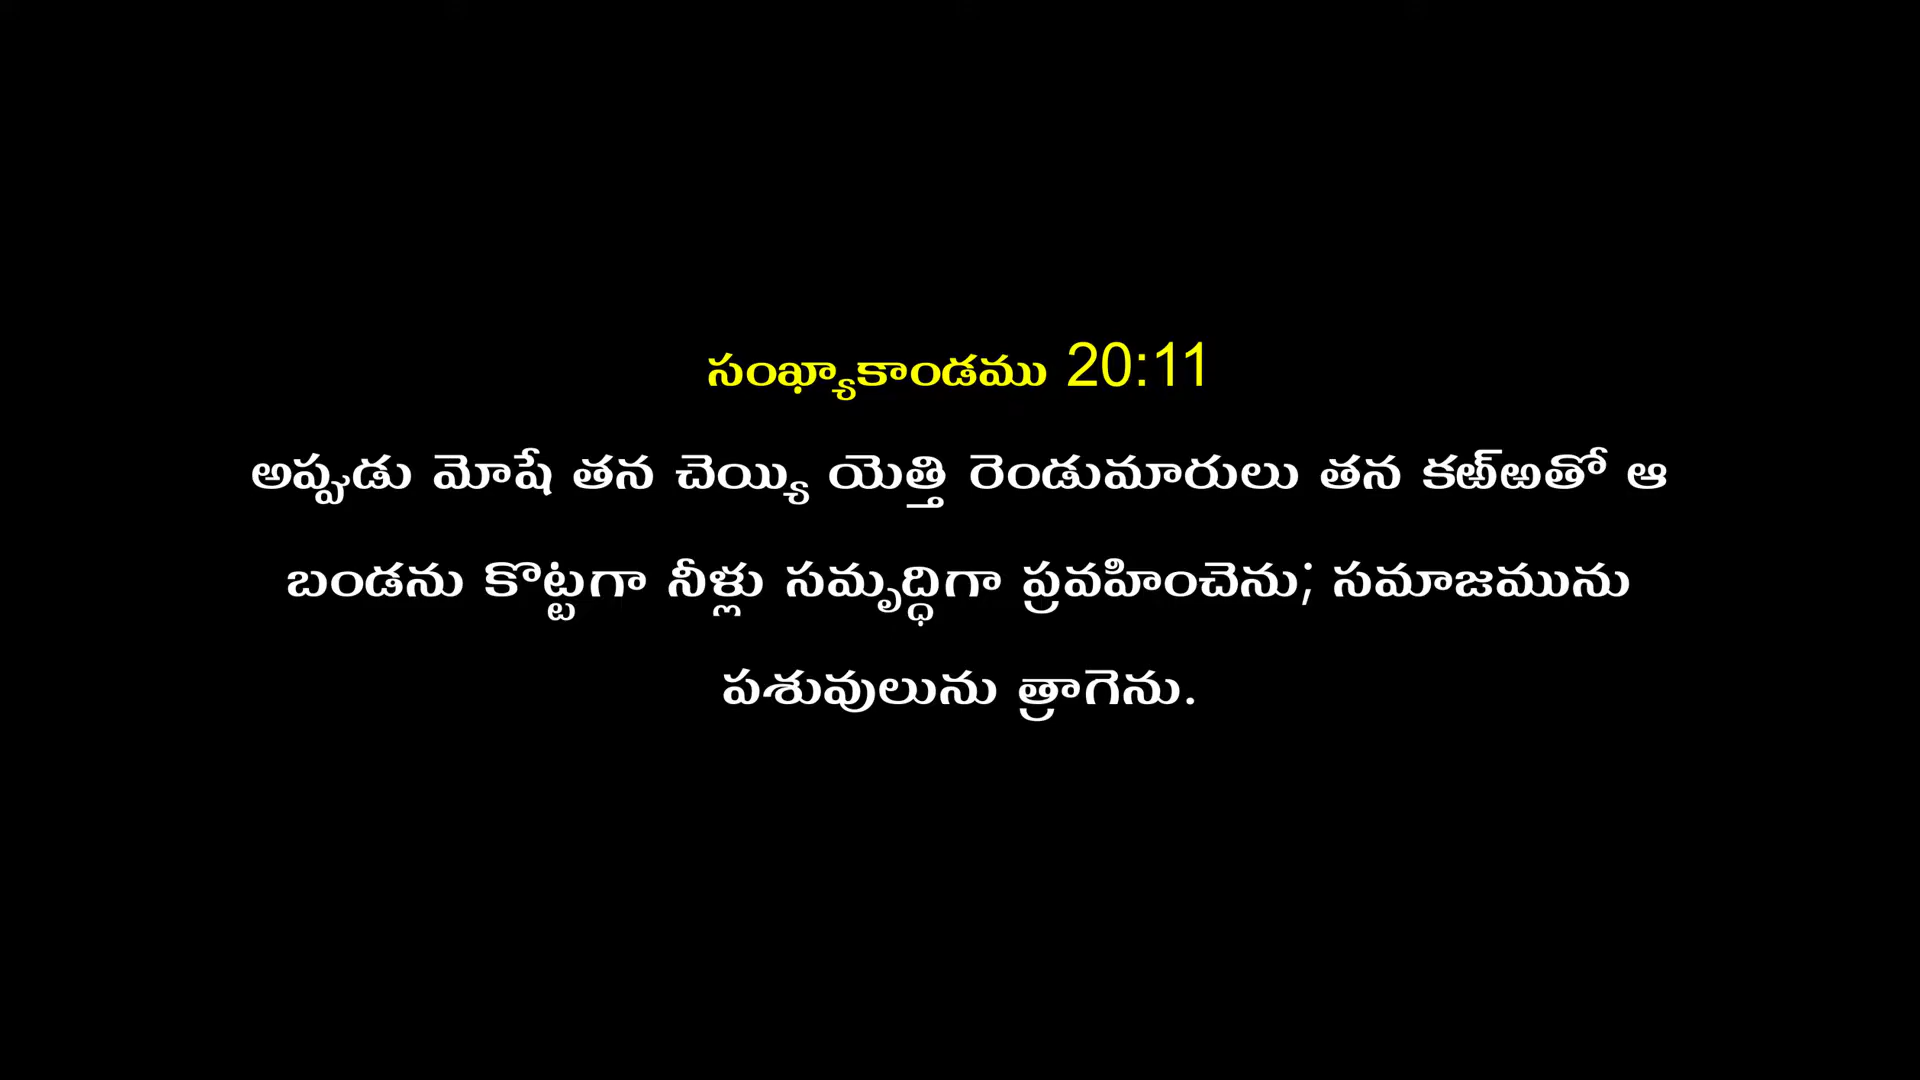 సంఖ్యాకాండము 20:11
అప్పుడు మోషే తన చెయ్యి యెత్తి రెండుమారులు తన కఱ్ఱతో ఆ
బండను కొట్టగా నీళ్లు సమృద్ధిగా ప్రవహించెను; సమాజమును
పశువులును త్రాగెను.